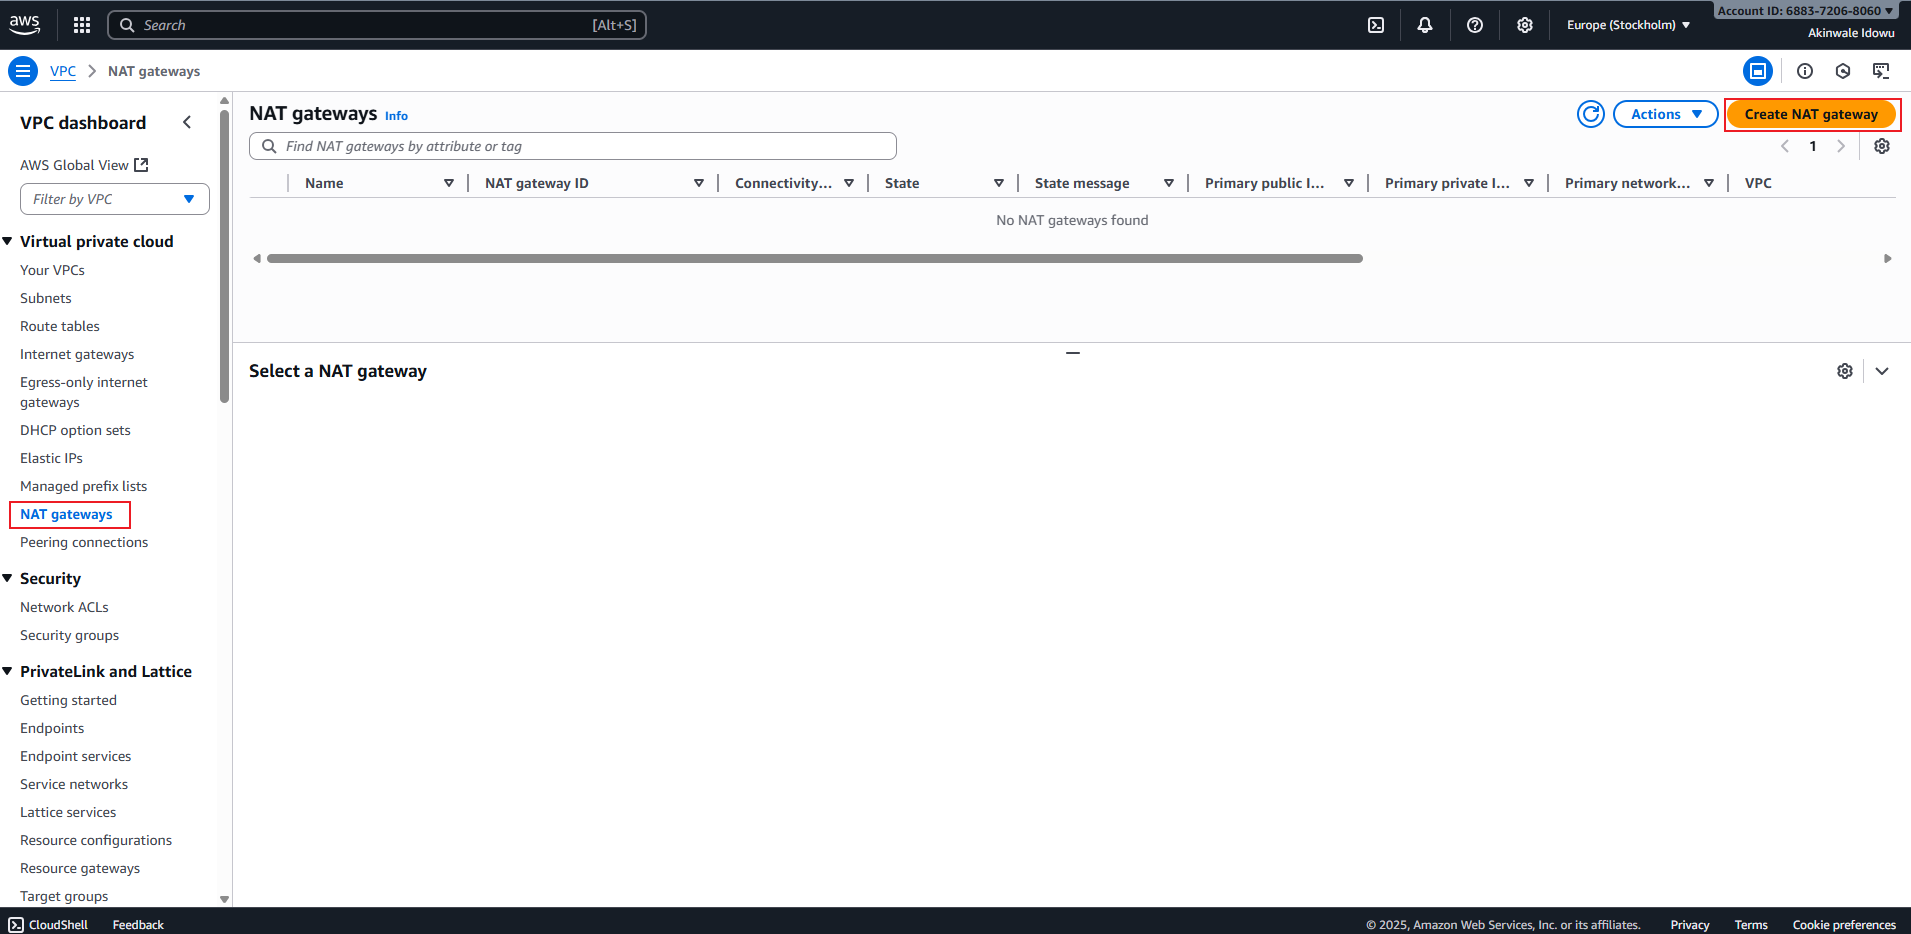 aws
Search [Alt+S]
Europe (Stockholm)
Account ID: 6883-7206-8060
Akinwale Idowu
VPC > NAT gateways
VPC dashboard
AWS Global View
Filter by VPC
Virtual private cloud
Your VPCs
Subnets
Route tables
Internet gateways
Egress-only internet
gateways
DHCP option sets
Elastic IPs
Managed prefix lists
NAT gateways
Peering connections
Security
Network ACLs
Security groups
PrivateLink and Lattice
Getting started
Endpoints
Endpoint services
Service networks
Lattice services
Resource configurations
Resource gateways
Target groups
NAT gateways Info
Actions
Create NAT gateway
Find NAT gateways by attribute or tag
1
Name NAT gateway ID Connectivity... State State message Primary public I... Primary private I... Primary network... VPC
No NAT gateways found
Select a NAT gateway
CloudShell Feedback © 2025, Amazon Web Services, Inc. or its affiliates. Privacy Terms Cookie preferences